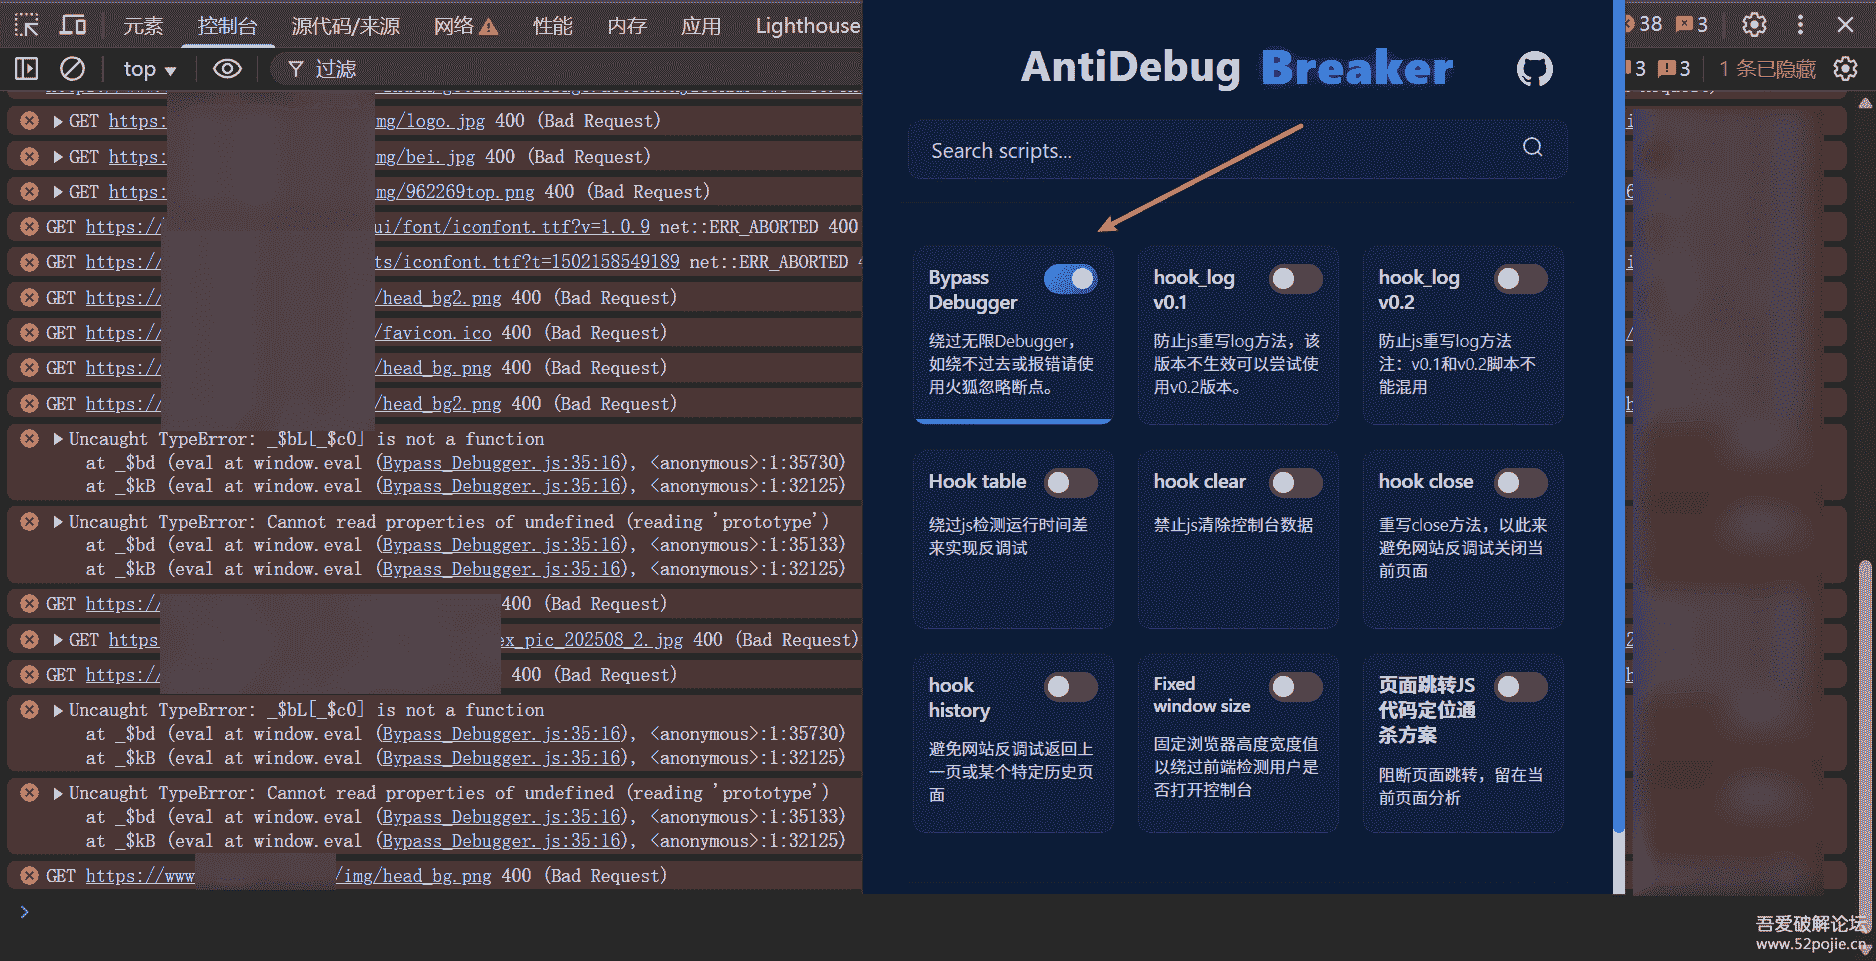 元素 控制台 源代码/来源 网络 性能 内存 应用 Lighthouse 38 3
top 过滤 3 3 1 条已隐藏
GET https: mg/logo.jpg 400 (Bad Request)
GET https: mg/bei.jpg 400 (Bad Request)
GET https: mg/962269top.png 400 (Bad Request)
GET https:// ui/font/iconfont.ttf?v=1.0.9 net::ERR_ABORTED 400
GET https:// ts/iconfont.ttf?t=1502158549189 net::ERR_ABORTED
GET https:// /head_bg2.png 400 (Bad Request)
GET https:// /favicon.ico 400 (Bad Request)
GET https:// /head_bg.png 400 (Bad Request)
GET https:// /head_bg2.png 400 (Bad Request)
Uncaught TypeError: _$bL[_$c0] is not a function
at _$bd (eval at window.eval (Bypass_Debugger.js:35:16), <anonymous>:1:35730)
at _$kB (eval at window.eval (Bypass_Debugger.js:35:16), <anonymous>:1:32125)
Uncaught TypeError: Cannot read properties of undefined (reading 'prototype')
at _$bd (eval at window.eval (Bypass_Debugger.js:35:16), <anonymous>:1:35133)
at _$kB (eval at window.eval (Bypass_Debugger.js:35:16), <anonymous>:1:32125)
GET https:// 400 (Bad Request)
GET https: ex_pic_202508_2.jpg 400 (Bad Request)
GET https:// 400 (Bad Request)
Uncaught TypeError: _$bL[_$c0] is not a function
at _$bd (eval at window.eval (Bypass_Debugger.js:35:16), <anonymous>:1:35730)
at _$kB (eval at window.eval (Bypass_Debugger.js:35:16), <anonymous>:1:32125)
Uncaught TypeError: Cannot read properties of undefined (reading 'prototype')
at _$bd (eval at window.eval (Bypass_Debugger.js:35:16), <anonymous>:1:35133)
at _$kB (eval at window.eval (Bypass_Debugger.js:35:16), <anonymous>:1:32125)
GET https://www /img/head_bg.png 400 (Bad Request)
AntiDebug Breaker
Search scripts...
Bypass
Debugger
绕过无限Debugger，
如绕不过去或报错请使
用火狐忽略断点。
hook_log
v0.1
防止js重写log方法，该
版本不生效可以尝试使
用v0.2版本。
hook_log
v0.2
防止js重写log方法
注：v0.1和v0.2脚本不
能混用
Hook table
绕过js检测运行时间差
来实现反调试
hook clear
禁止js清除控制台数据
hook close
重写close方法，以此来
避免网站反调试关闭当
前页面
hook
history
避免网站反调试返回上
一页或某个特定历史页
面
Fixed
window size
固定浏览器高度宽度值
以绕过前端检测用户是
否打开控制台
页面跳转JS
代码定位通
杀方案
阻断页面跳转，留在当
前页面分析
吾爱破解论坛
www.52pojie.cn